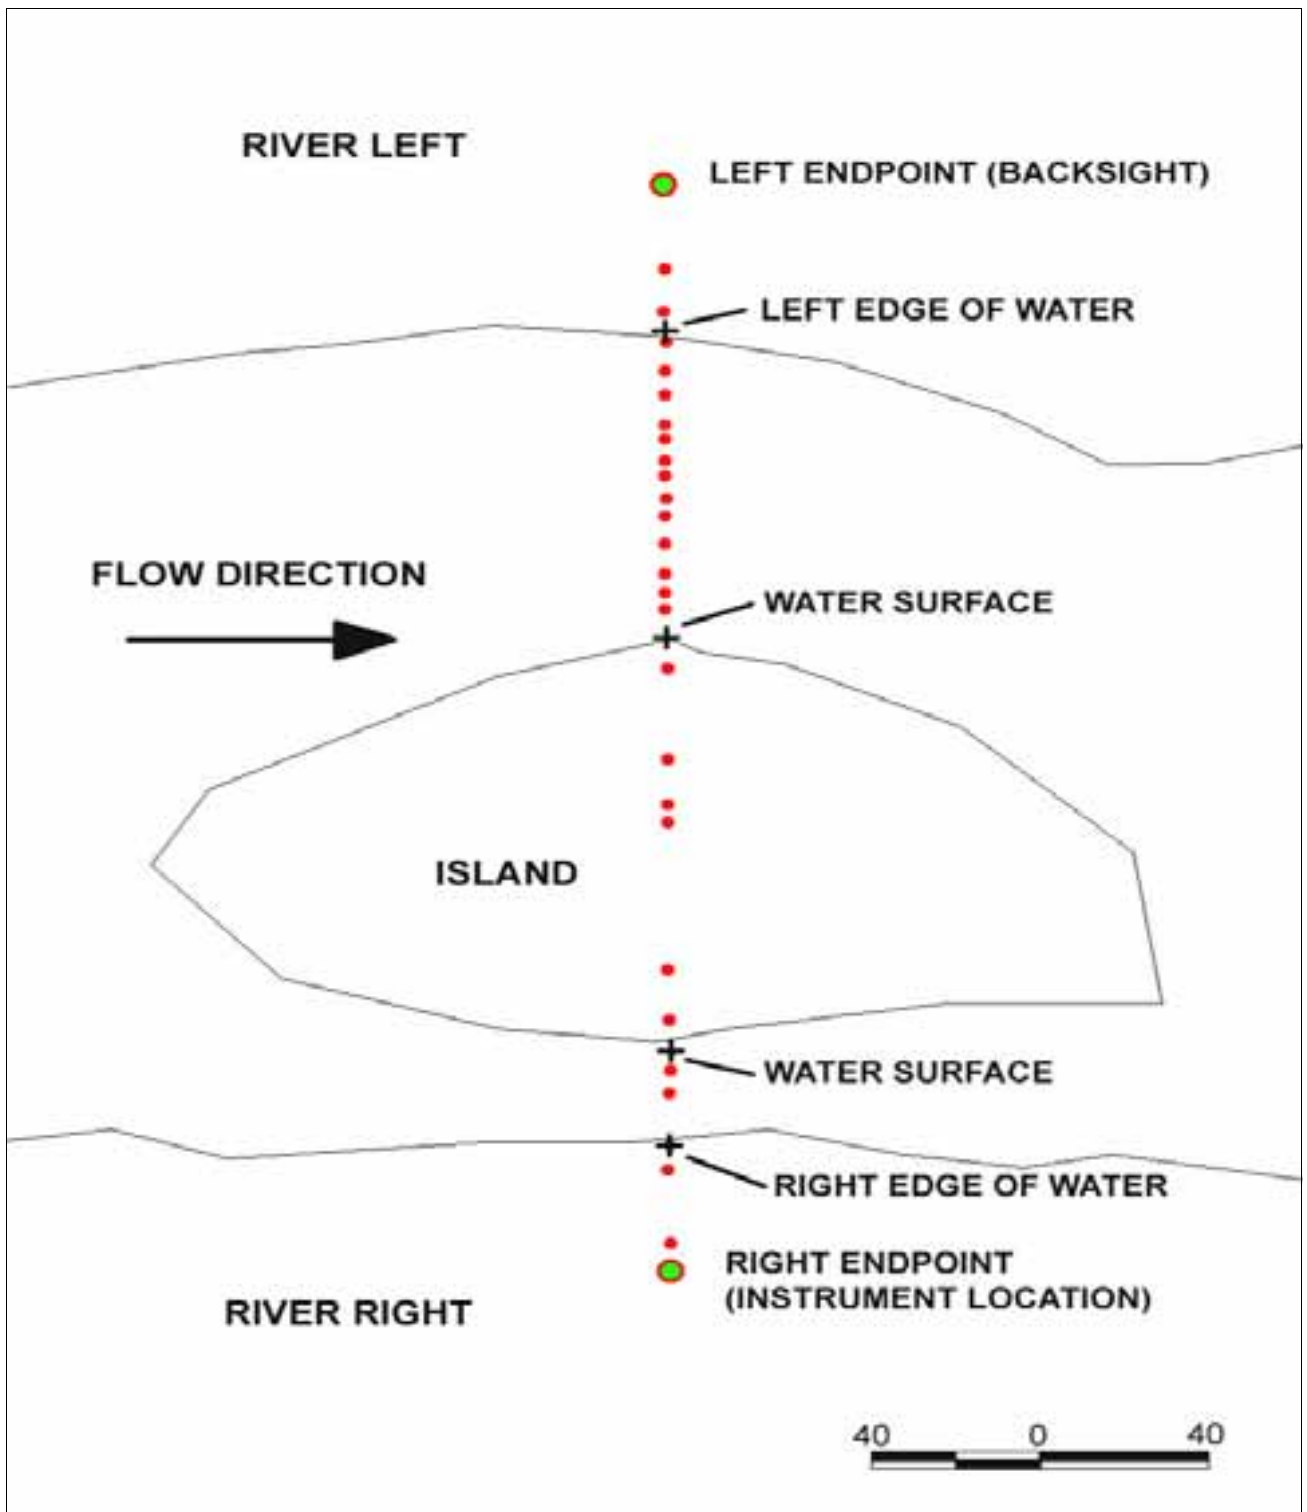 RIVER LEFT
LEFT ENDPOINT (BACKSIGHT)
LEFT EDGE OF WATER
FLOW DIRECTION
WATER SURFACE
ISLAND
WATER SURFACE
RIGHT EDGE OF WATER
RIGHT ENDPOINT
(INSTRUMENT LOCATION)
RIVER RIGHT
40 0 40